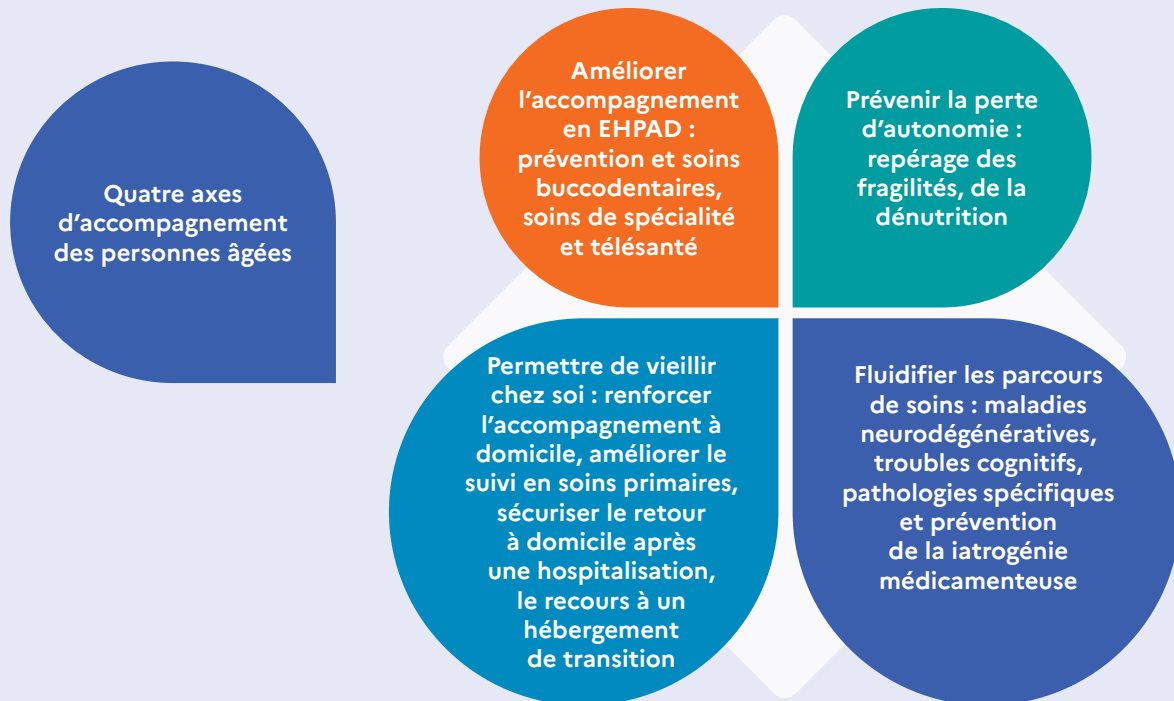 Quatre axes
d’accompagnement
des personnes âgées
Améliorer
l’accompagnement
en EHPAD :
prévention et soins
buccodentaires,
soins de spécialité
et télésanté
Prévenir la perte
d’autonomie :
repérage des
fragilités, de la
dénutrition
Permettre de vieillir
chez soi : renforcer
l’accompagnement à
domicile, améliorer le
suivi en soins primaires,
sécuriser le retour
à domicile après
une hospitalisation,
le recours à un
hébergement
de transition
Fluidifier les parcours
de soins : maladies
neurodégénératives,
troubles cognitifs,
pathologies spécifiques
et prévention
de la iatrogénie
médicamenteuse